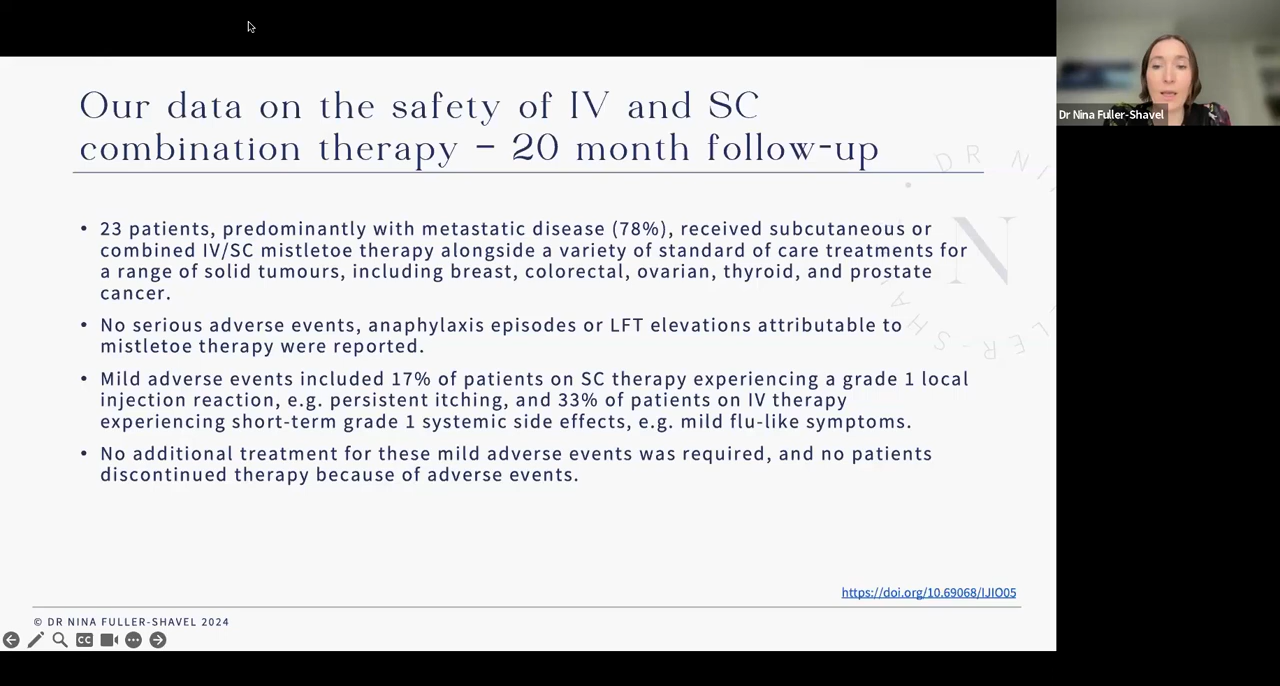 Our data on the safety of IV and SC
combination therapy – 20 month follow-up
• 23 patients, predominantly with metastatic disease (78%), received subcutaneous or
combined IV/SC mistletoe therapy alongside a variety of standard of care treatments for
a range of solid tumours, including breast, colorectal, ovarian, thyroid, and prostate
cancer.
• No serious adverse events, anaphylaxis episodes or LFT elevations attributable to
mistletoe therapy were reported.
• Mild adverse events included 17% of patients on SC therapy experiencing a grade 1 local
injection reaction, e.g. persistent itching, and 33% of patients on IV therapy
experiencing short-term grade 1 systemic side effects, e.g. mild flu-like symptoms.
• No additional treatment for these mild adverse events was required, and no patients
discontinued therapy because of adverse events.
https://doi.org/10.69068/IJIO05
© DR NINA FULLER-SHAVEL 2024
CC
Dr Nina Fuller-Shavel